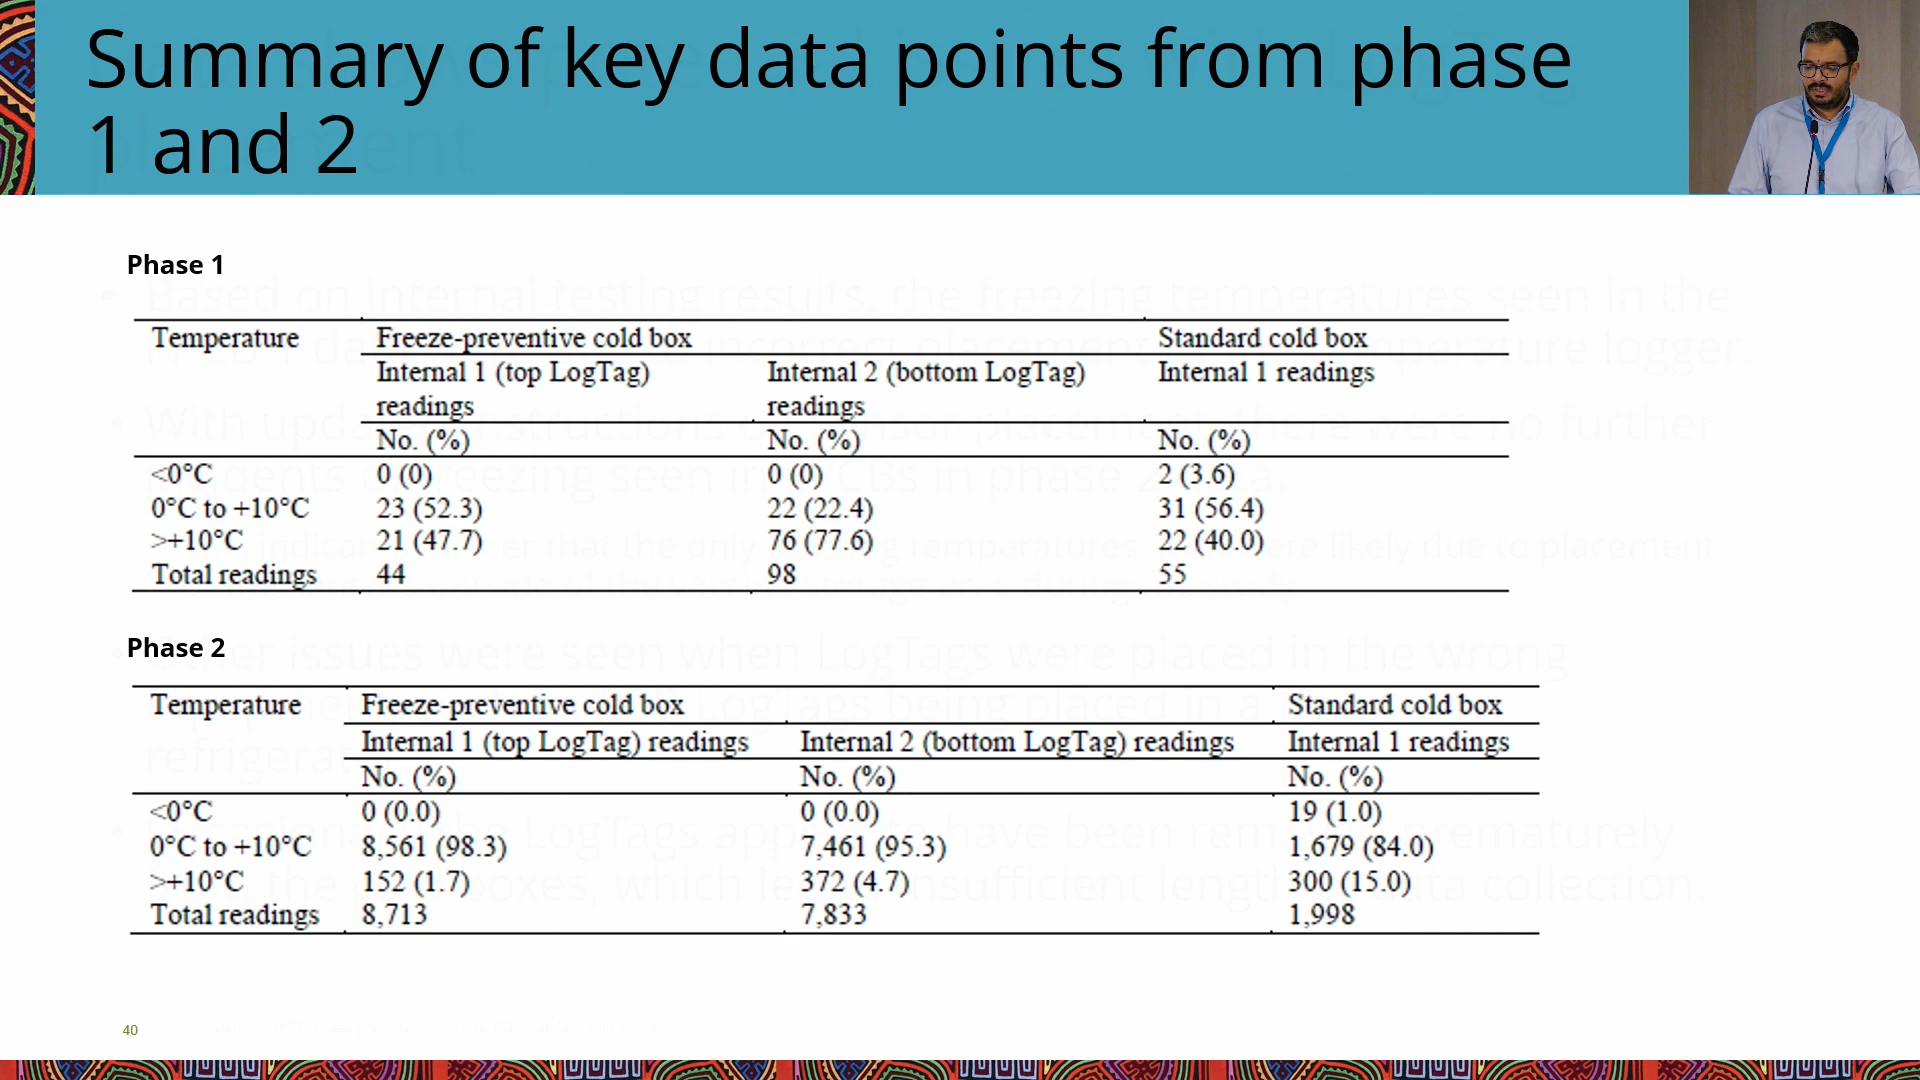 Summary of key data points from phase
1 and 2
Phase 1
Temperature Freeze-preventive cold box Standard cold box
Internal 1 (top LogTag) Internal 2 (bottom LogTag) Internal 1 readings
readings readings
No. (%) No. (%) No. (%)
<0°C 0 (0) 0 (0) 2 (3.6)
0°C to +10°C 23 (52.3) 22 (22.4) 31 (56.4)
>+10°C 21 (47.7) 76 (77.6) 22 (40.0)
Total readings 44 98 55
Phase 2
Temperature Freeze-preventive cold box Standard cold box
Internal 1 (top LogTag) readings Internal 2 (bottom LogTag) readings Internal 1 readings
No. (%) No. (%) No. (%)
<0°C 0 (0.0) 0 (0.0) 19 (1.0)
0°C to +10°C 8,561 (98.3) 7,461 (95.3) 1,679 (84.0)
>+10°C 152 (1.7) 372 (4.7) 300 (15.0)
Total readings 8,713 7,833 1,998
40